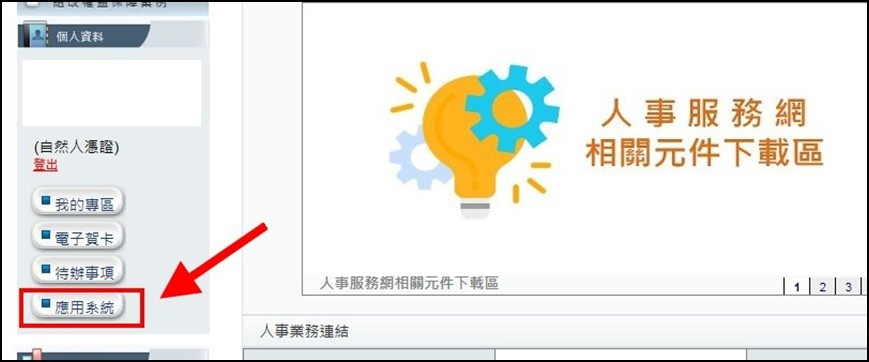 個人資料
(自然人憑證)
登出
我的專區
電子賀卡
待辦事項
應用系統
人事服務網
相關元件下載區
人事服務網相關元件下載區
1 2 3
人事業務連結